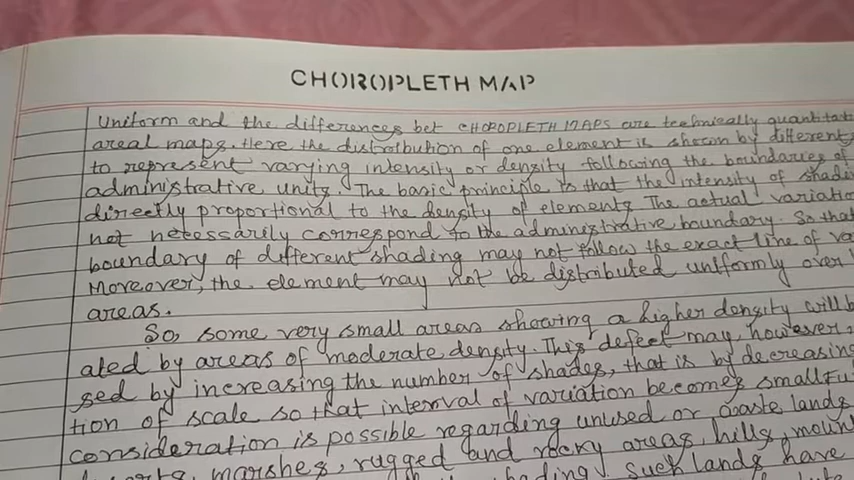 CHOROPLETH MAP
Uniform and the differences bet CHOROPLETH MAPS are technically quantitat
areal maps. Here the distribution of one element is shown by different
to represent varying intensity or density following the boundaries of
administrative units. The basic principle is that the intensity of shadi
directly proportional to the density of elements The actual variatio
not necessarily correspond to the administrative boundary. So that
boundary of different shading may not follow the exact line of va
Moreover, the element may not be distributed uniformly over
areas.
So, some very small areas showing a higher density will b
ated by areas of moderate density. This defect may, however,
sed by increasing the number of shades, that is by decreasing
tion of scale so that interval of variation becomes small Fu
consideration is possible regarding unused or waste lands
marshes, rugged and rocky areas, hills, moun
shading such lands have